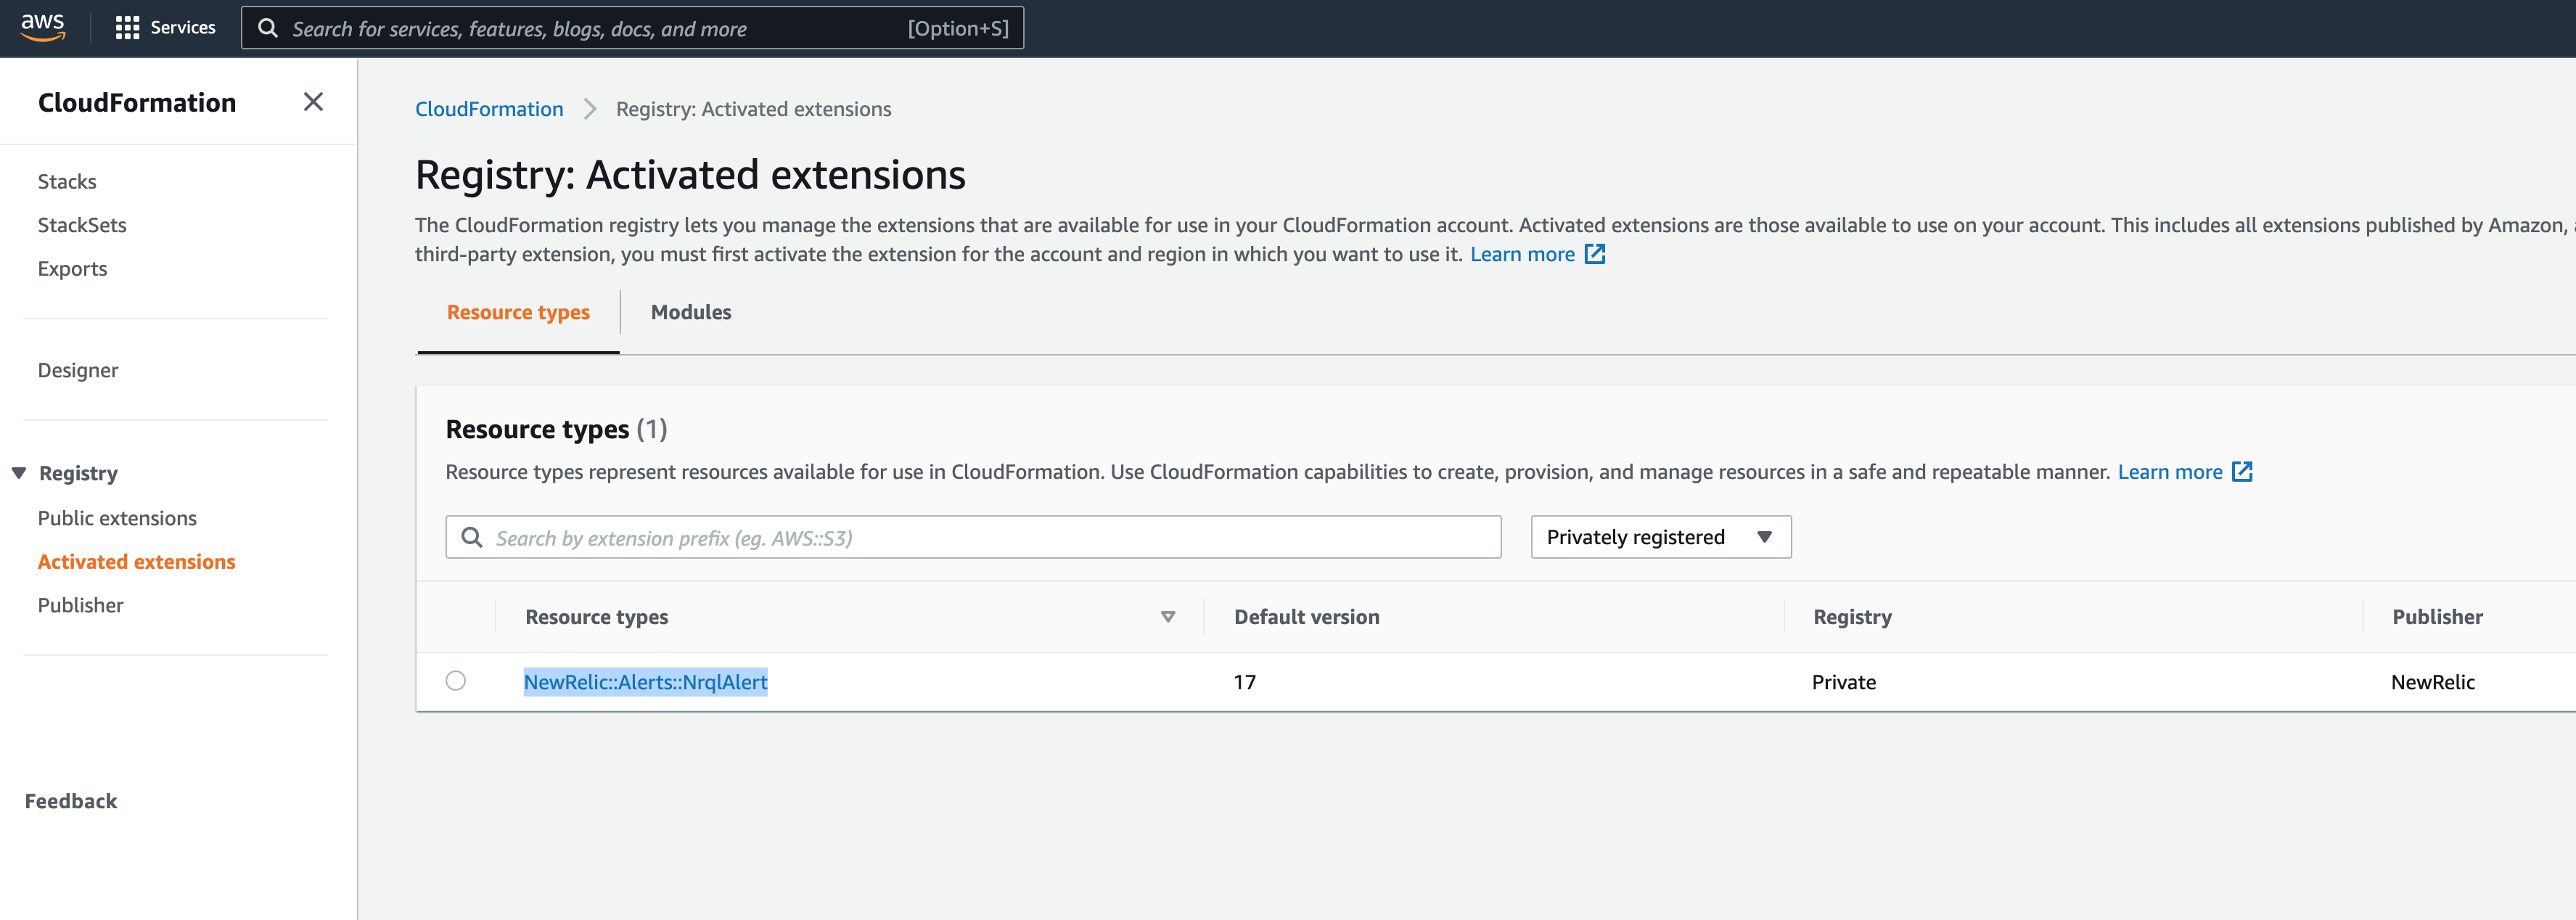 aws
Services
Search for services, features, blogs, docs, and more
[Option+S]
CloudFormation
Stacks
StackSets
Exports
Designer
Registry
Public extensions
Activated extensions
Publisher
Feedback
CloudFormation
Registry: Activated extensions
Registry: Activated extensions
The CloudFormation registry lets you manage the extensions that are available for use in your CloudFormation account. Activated extensions are those available to use on your account. This includes all extensions published by Amazon,
third-party extension, you must first activate the extension for the account and region in which you want to use it. Learn more
Resource types
Modules
Resource types (1)
Resource types represent resources available for use in CloudFormation. Use CloudFormation capabilities to create, provision, and manage resources in a safe and repeatable manner. Learn more
Search by extension prefix (eg. AWS::S3)
Privately registered
Resource types
Default version
Registry
Publisher
NewRelic::Alerts::NrqlAlert
17
Private
NewRelic